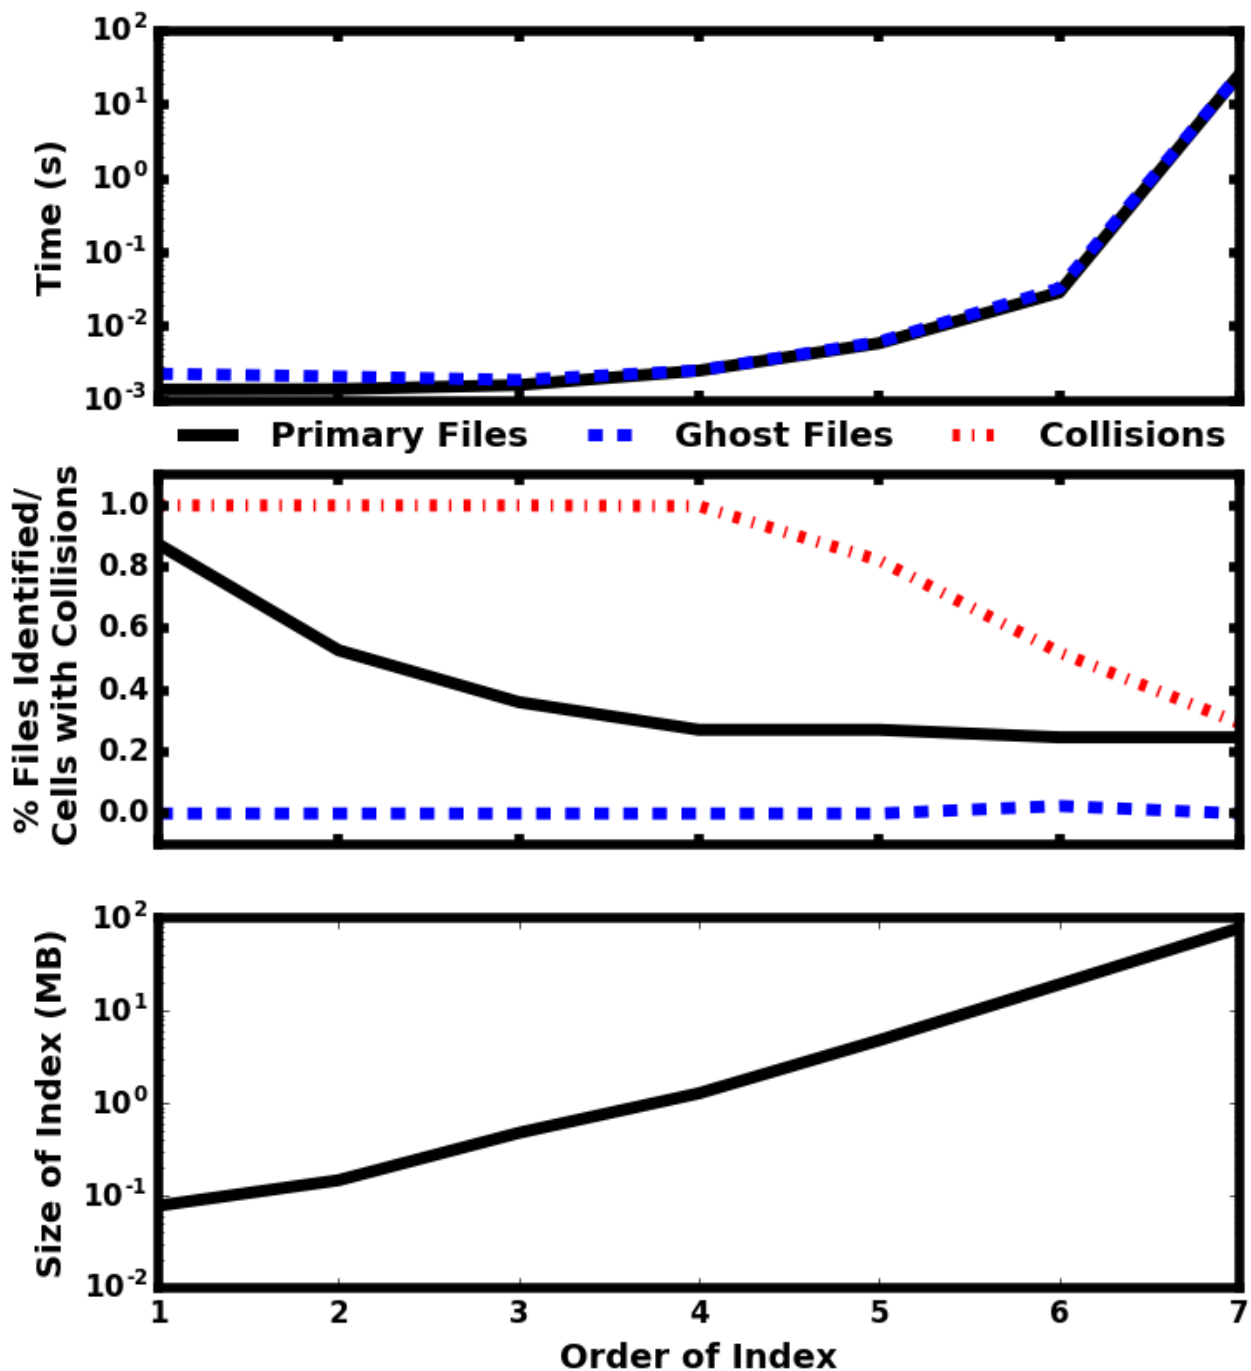 10²
10¹
10⁰
10⁻¹
10⁻²
10⁻³
Time (s)
Primary Files Ghost Files Collisions
1.0
0.8
0.6
0.4
0.2
0.0
% Files Identified/
Cells with Collisions
10²
10¹
10⁰
10⁻¹
10⁻²
Size of Index (MB)
1 2 3 4 5 6 7
Order of Index